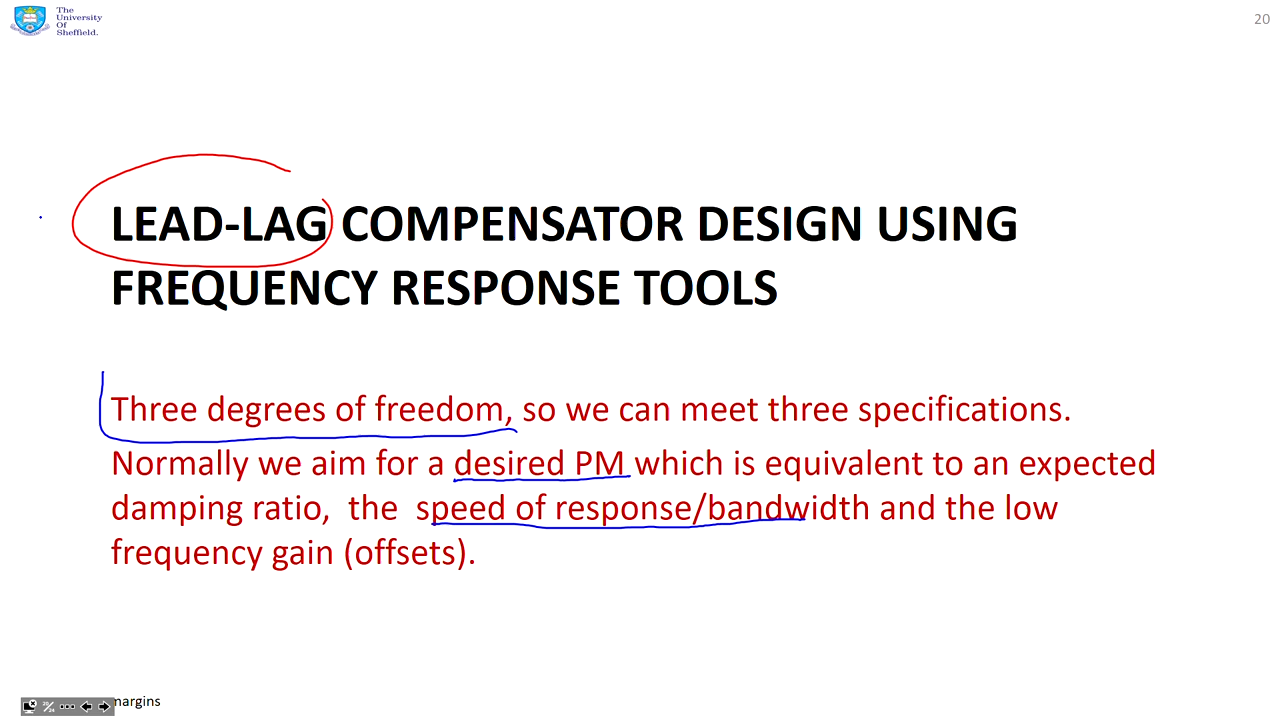 The
University
Of
Sheffield.
20
LEAD-LAG COMPENSATOR DESIGN USING
FREQUENCY RESPONSE TOOLS
Three degrees of freedom, so we can meet three specifications.
Normally we aim for a desired PM which is equivalent to an expected
damping ratio, the speed of response/bandwidth and the low
frequency gain (offsets).
margins